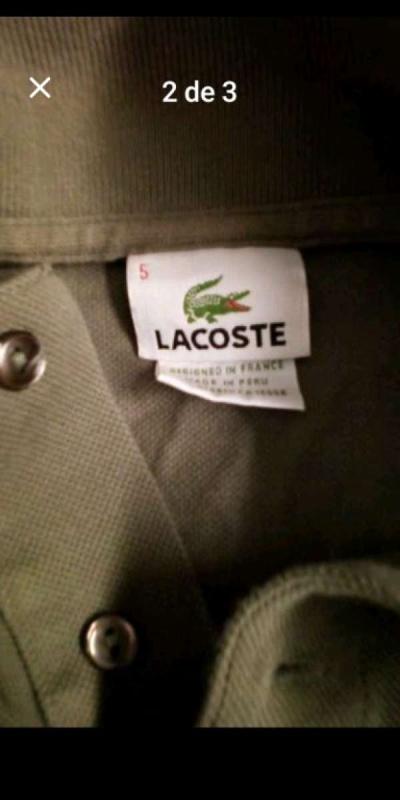 2 de 3
5
LACOSTE
DESIGNED IN FRANCE
MADE IN PERU